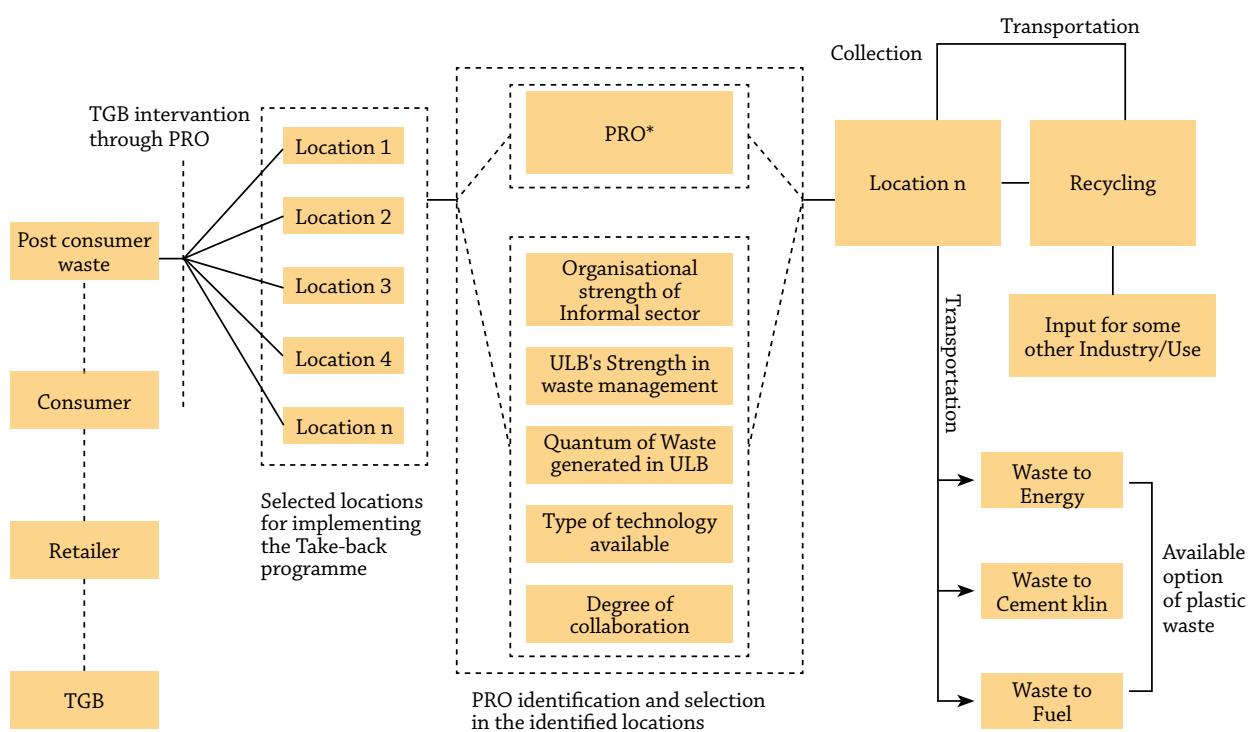 TGB intervantion
through PRO
Post consumer
waste
Consumer
Retailer
TGB
Location 1
Location 2
Location 3
Location 4
Location n
Selected locations
for implementing
the Take-back
programme
PRO*
Organisational
strength of
Informal sector
ULB's Strength in
waste management
Quantum of Waste
generated in ULB
Type of technology
available
Degree of
collaboration
PRO identification and selection
in the identified locations
Collection
Transportation
Location n
Recycling
Input for some
other Industry/Use
Transportation
Waste to
Energy
Waste to
Cement klin
Waste to
Fuel
Available
option
of plastic
waste